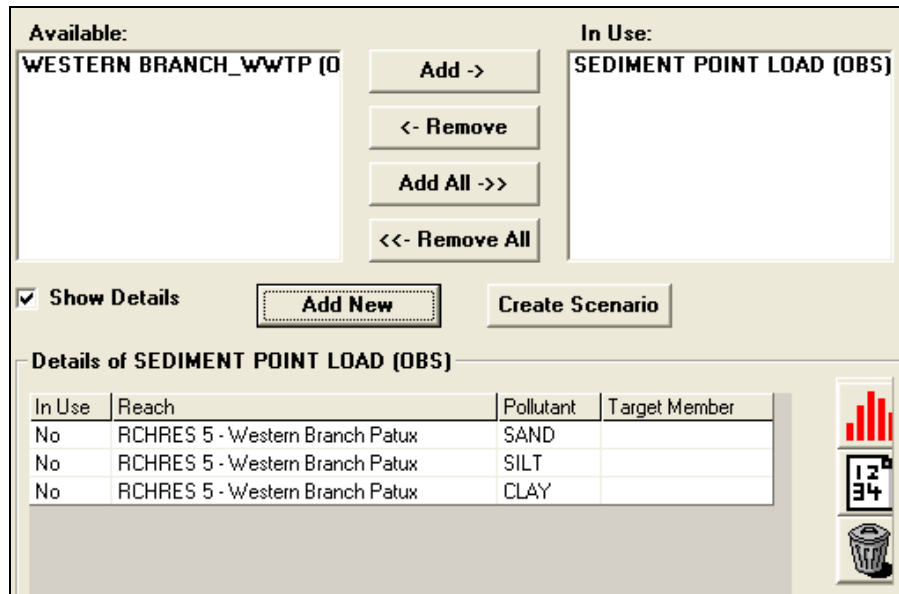 Available:
In Use:
WESTERN BRANCH_WWTP (O
SEDIMENT POINT LOAD (OBS)
Add ->
<- Remove
Add All ->>
<<- Remove All
Show Details
Add New
Create Scenario
Details of SEDIMENT POINT LOAD (OBS)
In Use Reach Pollutant Target Member
No RCHRES 5 - Western Branch Patux SAND
No RCHRES 5 - Western Branch Patux SILT
No RCHRES 5 - Western Branch Patux CLAY
12
34